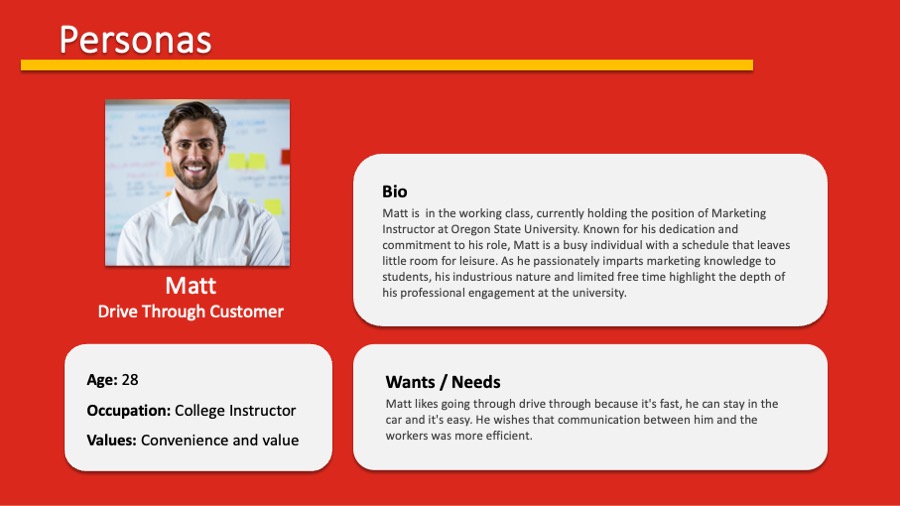 Personas
Matt
Drive Through Customer
Age: 28
Occupation: College Instructor
Values: Convenience and value
Bio
Matt is  in the working class, currently holding the position of Marketing
Instructor at Oregon State University. Known for his dedication and
commitment to his role, Matt is a busy individual with a schedule that leaves
little room for leisure. As he passionately imparts marketing knowledge to
students, his industrious nature and limited free time highlight the depth of
his professional engagement at the university.
Wants / Needs
Matt likes going through drive through because it's fast, he can stay in the
car and it's easy. He wishes that communication between him and the
workers was more efficient.